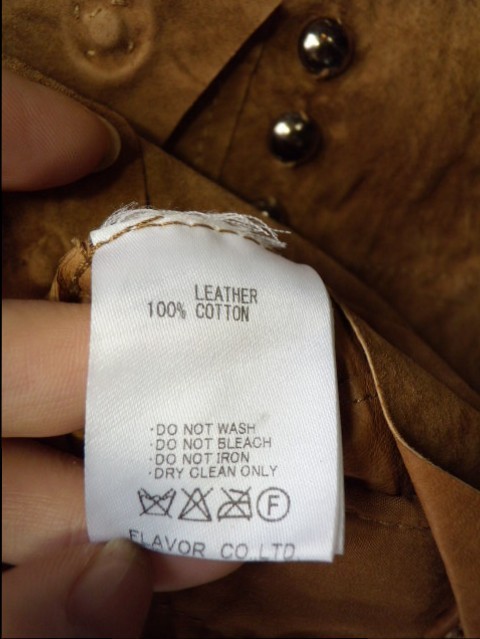 LEATHER
100% COTTON
·DO NOT WASH
·DO NOT BLEACH
·DO NOT IRON
·DRY CLEAN ONLY
F
FLAVOR CO.LTD.